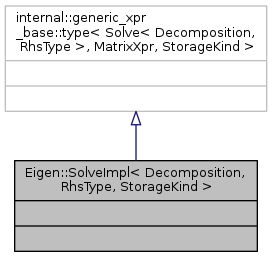 internal::generic_xpr
_base::type< Solve< Decomposition,
RhsType >, MatrixXpr, StorageKind >
Eigen::SolveImpl< Decomposition,
RhsType, StorageKind >